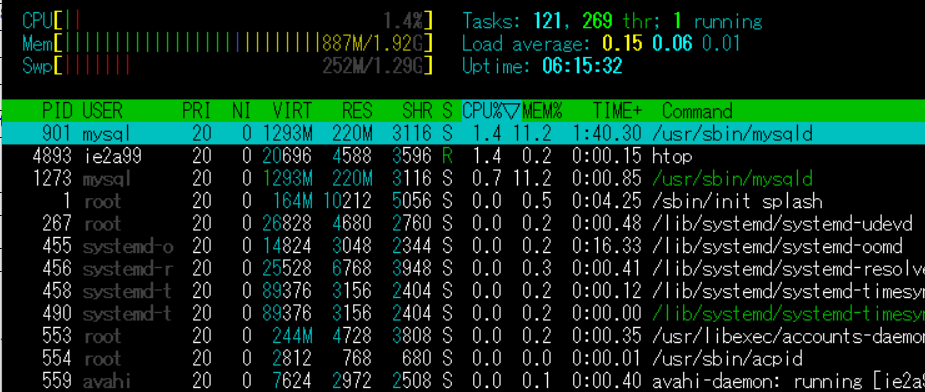 CPU[|| 1.4%] Tasks: 121, 269 thr; 1 running
Mem[||||||||||||||||||||||||||887M/1.92G] Load average: 0.15 0.06 0.01
Swp[||||||| 252M/1.29G] Uptime: 06:15:32
PID USER PRI NI VIRT RES SHR S CPU%▽MEM% TIME+ Command
901 mysql 20 0 1293M 220M 3116 S 1.4 11.2 1:40.30 /usr/sbin/mysqld
4893 ie2a99 20 0 20696 4588 3596 R 1.4 0.2 0:00.15 htop
1273 mysql 20 0 1293M 220M 3116 S 0.7 11.2 0:00.85 /usr/sbin/mysqld
1 root 20 0 164M 10212 5056 S 0.0 0.5 0:04.25 /sbin/init splash
267 root 20 0 26828 4680 2760 S 0.0 0.2 0:00.48 /lib/systemd/systemd-udevd
455 systemd-o 20 0 14824 3048 2344 S 0.0 0.2 0:16.33 /lib/systemd/systemd-oomd
456 systemd-r 20 0 25528 6768 3948 S 0.0 0.3 0:00.41 /lib/systemd/systemd-resolve
458 systemd-t 20 0 89376 3156 2404 S 0.0 0.2 0:00.12 /lib/systemd/systemd-timesyn
490 systemd-t 20 0 89376 3156 2404 S 0.0 0.2 0:00.00 /lib/systemd/systemd-timesyn
553 root 20 0 244M 4728 3808 S 0.0 0.2 0:00.35 /usr/libexec/accounts-daemon
554 root 20 0 2812 768 680 S 0.0 0.0 0:00.01 /usr/sbin/acpid
559 avahi 20 0 7624 2972 2508 S 0.0 0.1 0:00.40 avahi-daemon: running [ie2a9